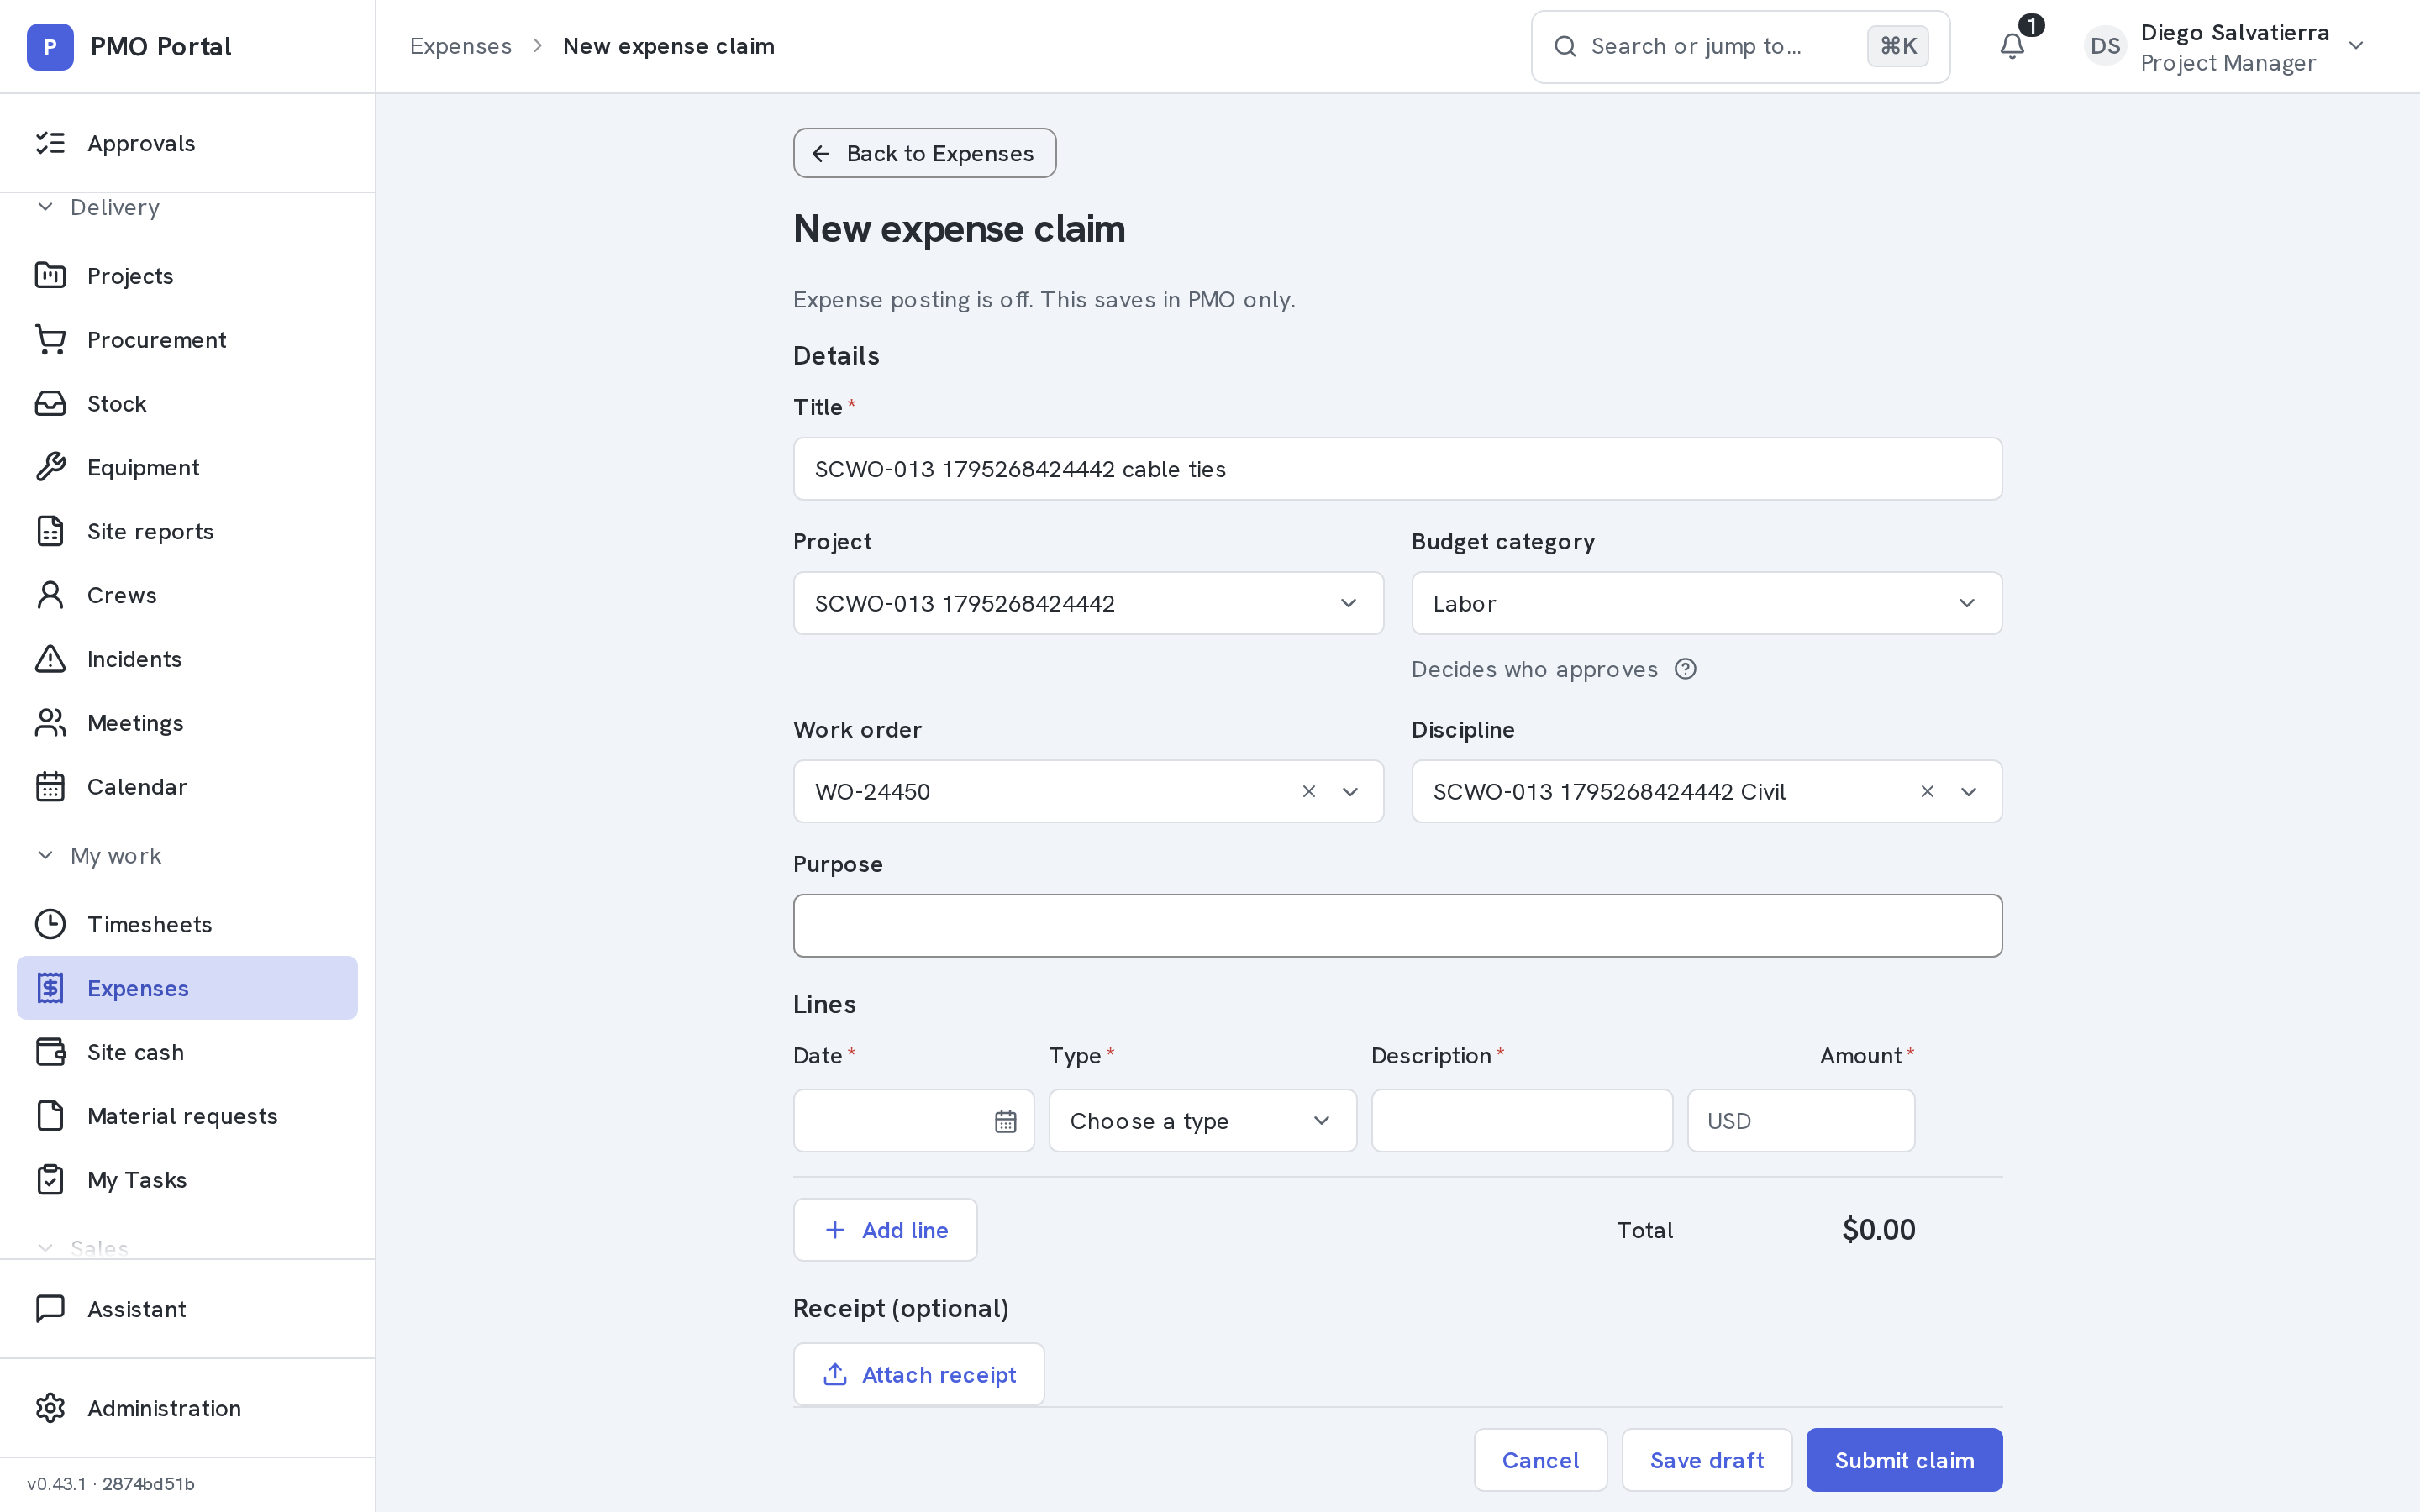 P PMO Portal
Expenses New expense claim
Search or jump to... ⌘K
1
DS Diego Salvatierra
Project Manager
Approvals
Delivery
Projects
Procurement
Stock
Equipment
Site reports
Crews
Incidents
Meetings
Calendar
My work
Timesheets
Expenses
Site cash
Material requests
My Tasks
Sales
Assistant
Administration
v0.43.1 · 2874bd51b
Back to Expenses
New expense claim
Expense posting is off. This saves in PMO only.
Details
Title *
SCWO-013 1795268424442 cable ties
Project Budget category
SCWO-013 1795268424442 Labor
Decides who approves
Work order Discipline
WO-24450 SCWO-013 1795268424442 Civil
Purpose
Lines
Date * Type * Description * Amount *
Choose a type USD
Add line Total $0.00
Receipt (optional)
Attach receipt
Cancel Save draft Submit claim